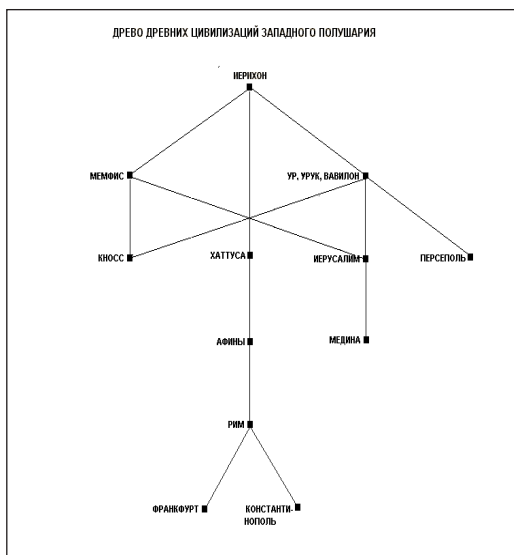 ДРЕВО ДРЕВНИХ ЦИВИЛИЗАЦИЙ ЗАПАДНОГО ПОЛУШАРИЯ
ИЕРИХОН
МЕМФИС
УР, УРУК, ВАВИЛОН
КНОСС
ХАТТУСА
ИЕРУСАЛИМ
ПЕРСЕПОЛЬ
АФИНЫ
МЕДИНА
РИМ
ФРАНКФУРТ
КОНСТАНТИ-
НОПОЛЬ